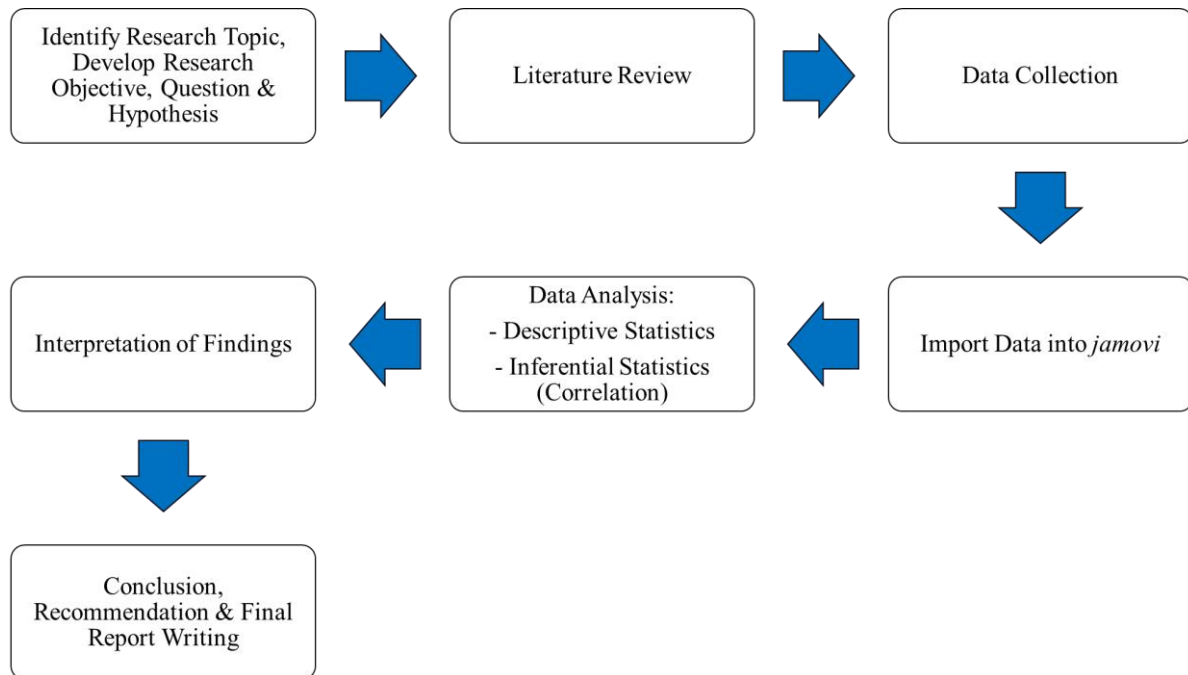 Identify Research Topic,
Develop Research
Objective, Question &
Hypothesis
Literature Review
Data Collection
Import Data into jamovi
Data Analysis:
- Descriptive Statistics
- Inferential Statistics
(Correlation)
Interpretation of Findings
Conclusion,
Recommendation & Final
Report Writing